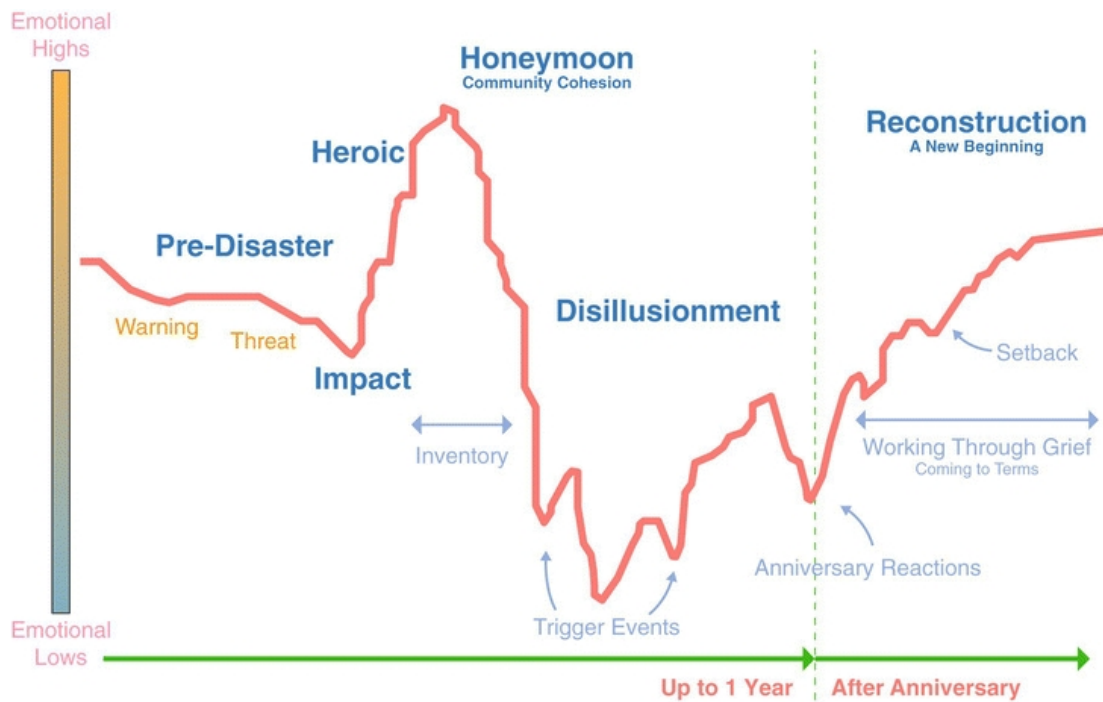 Emotional
Highs
Honeymoon
Community Cohesion
Reconstruction
A New Beginning
Heroic
Pre-Disaster
Warning
Threat
Impact
Disillusionment
Setback
Inventory
Working Through Grief
Coming to Terms
Anniversary Reactions
Trigger Events
Emotional
Lows
Up to 1 Year
After Anniversary